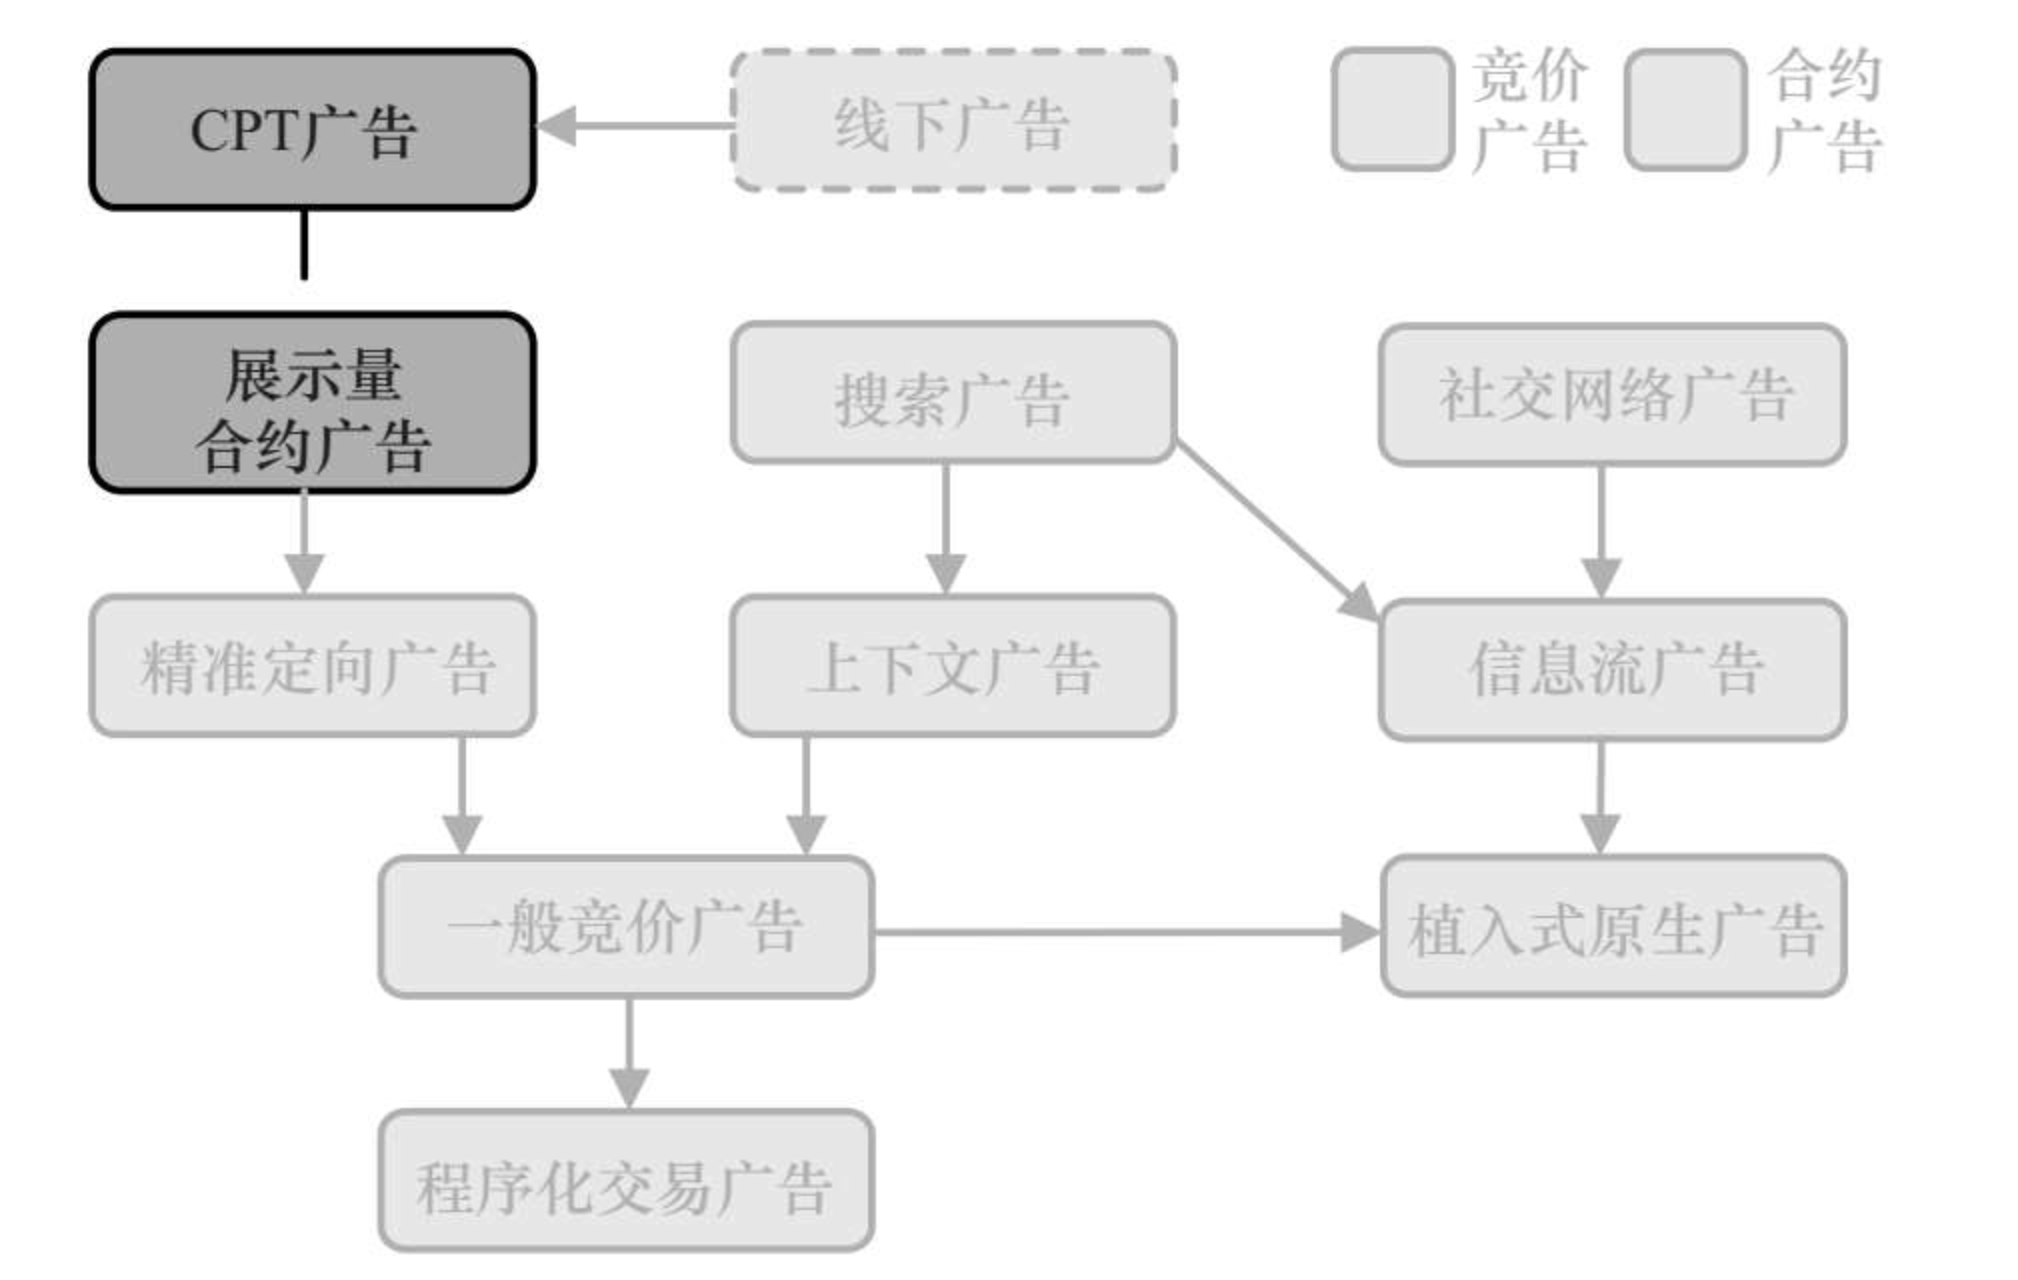 CPT广告
线下广告
竞价
广告
合约
广告
展示量
合约广告
搜索广告
社交网络广告
精准定向广告
上下文广告
信息流广告
一般竞价广告
植入式原生广告
程序化交易广告